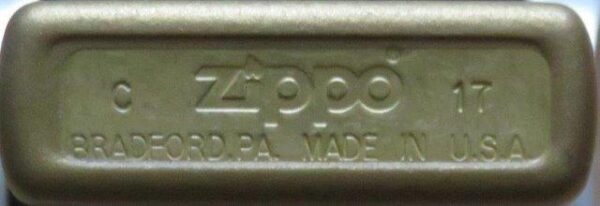 C Zippo® 17
BRADFORD, PA. MADE IN U.S.A